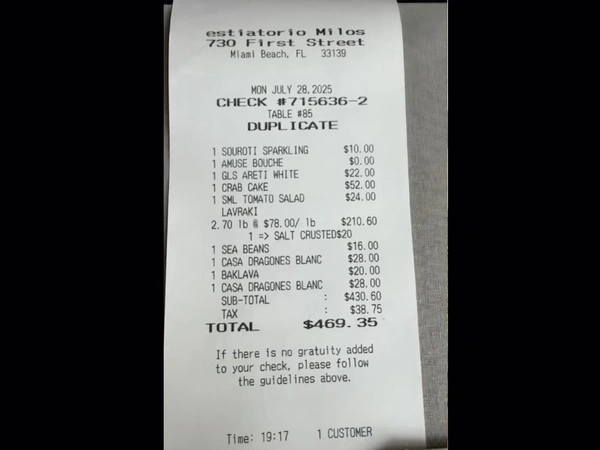 estiatorio Milos
730 First Street
Miami Beach, FL 33139
MON JULY 28,2025
CHECK #715636-2
TABLE #85
DUPLICATE
1 SOUROTI SPARKLING $10.00
1 AMUSE BOUCHE $0.00
1 GLS ARETI WHITE $22.00
1 CRAB CAKE $52.00
1 SML TOMATO SALAD $24.00
LAVRAKI
2.70 lb @ $78.00/ lb $210.60
1 => SALT CRUSTED$20
1 SEA BEANS $16.00
1 CASA DRAGONES BLANC $28.00
1 BAKLAVA $20.00
1 CASA DRAGONES BLANC $28.00
SUB-TOTAL : $430.60
TAX : $38.75
TOTAL $469.35
If there is no gratuity added
to your check, please follow
the guidelines above.
Time: 19:17 1 CUSTOMER